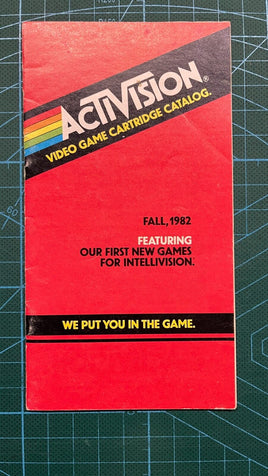 ACTIVISION®
VIDEO GAME CARTRIDGE CATALOG.
FALL, 1982
FEATURING
OUR FIRST NEW GAMES
FOR INTELLIVISION.
WE PUT YOU IN THE GAME.